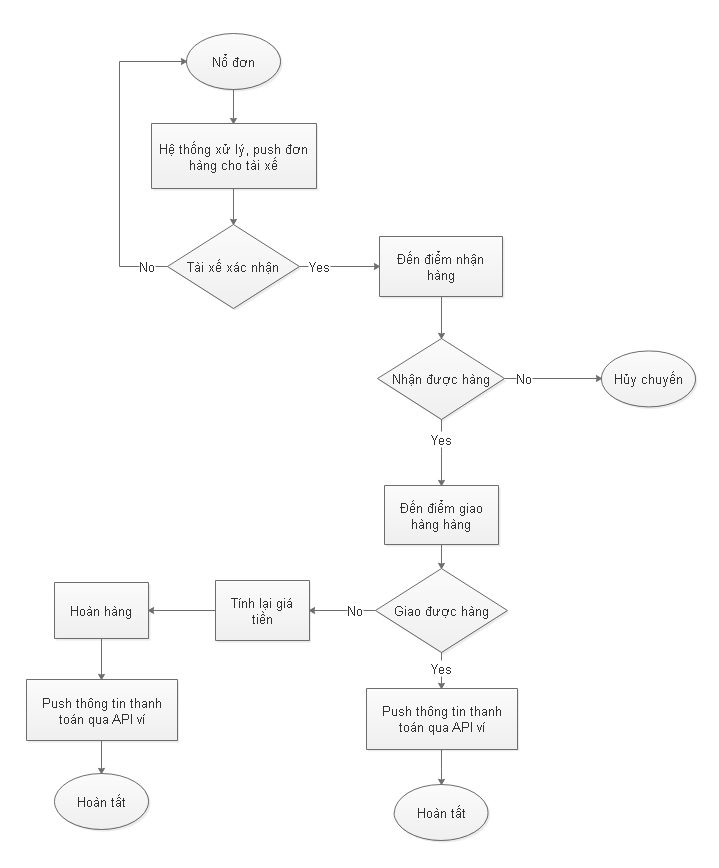 Nổ đơn
Hệ thống xử lý, push đơn
hàng cho tài xế
No
Tài xế xác nhận
Yes
Đến điểm nhận
hàng
Nhận được hàng
No
Hủy chuyến
Yes
Đến điểm giao
hàng hàng
Hoàn hàng
Tính lại giá
tiền
No
Giao được hàng
Yes
Push thông tin thanh
toán qua API ví
Push thông tin thanh
toán qua API ví
Hoàn tất
Hoàn tất